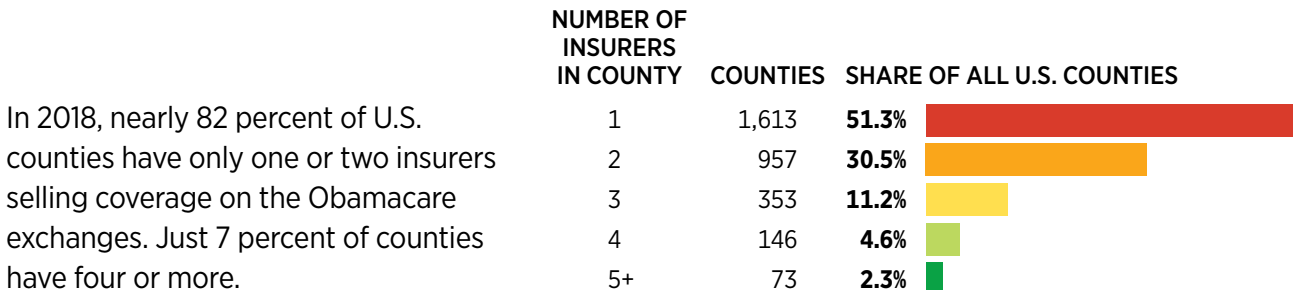 NUMBER OF
INSURERS
IN COUNTY COUNTIES SHARE OF ALL U.S. COUNTIES
In 2018, nearly 82 percent of U.S.
counties have only one or two insurers
selling coverage on the Obamacare
exchanges. Just 7 percent of counties
have four or more.
1 1,613 51.3%
2 957 30.5%
3 353 11.2%
4 146 4.6%
5+ 73 2.3%